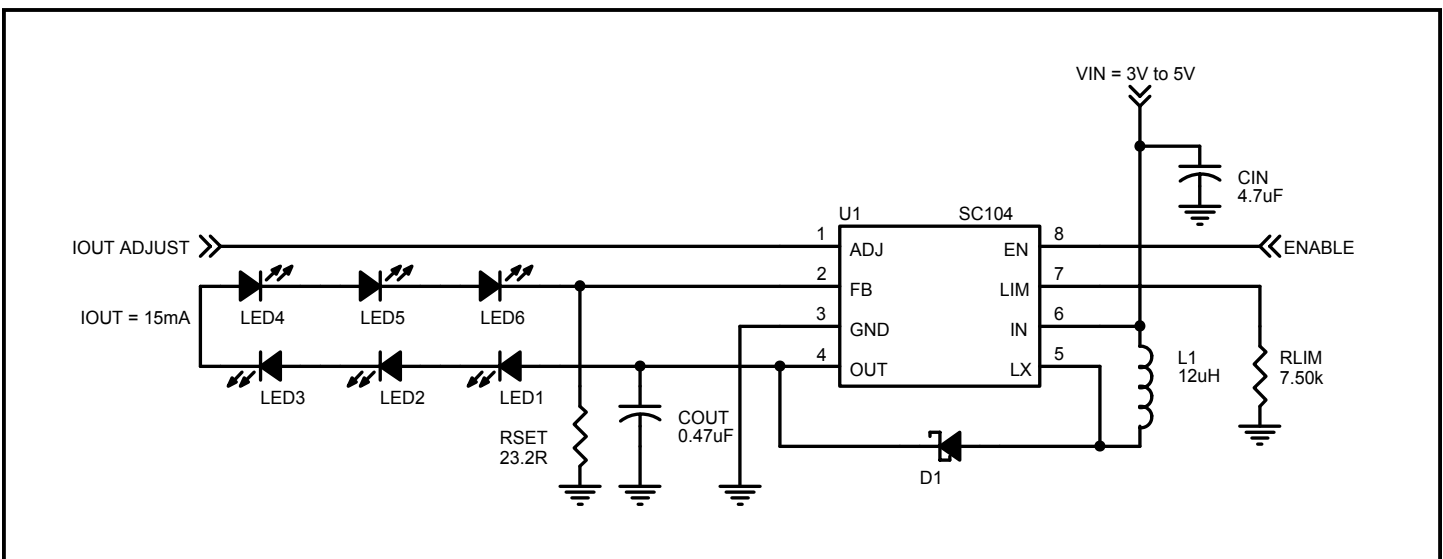 VIN = 3V to 5V
CIN
4.7uF
U1
SC104
IOUT ADJUST
1
ADJ
EN
8
ENABLE
2
FB
LIM
7
LED4
LED5
LED6
IOUT = 15mA
3
GND
IN
6
4
OUT
LX
5
LED3
LED2
LED1
L1
12uH
RLIM
7.50k
RSET
23.2R
COUT
0.47uF
D1